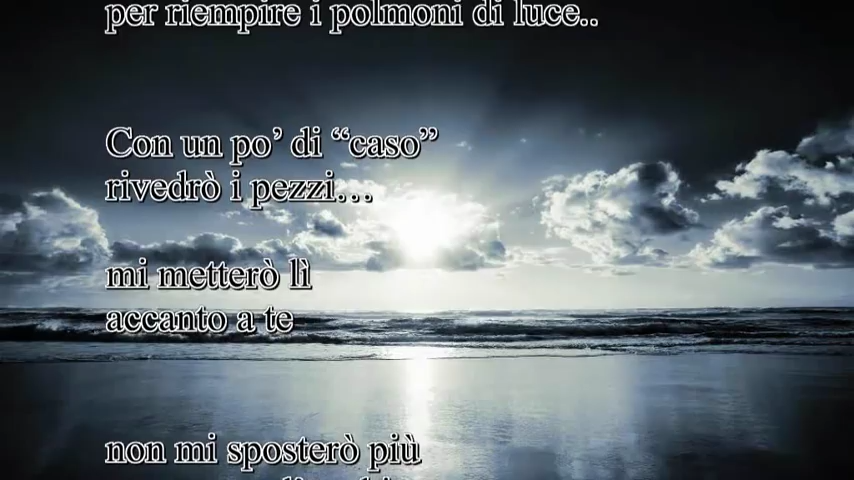 per riempire i polmoni di luce..
Con un po’ di “caso”
rivedrò i pezzi…
mi metterò lì
accanto a te
non mi sposterò più